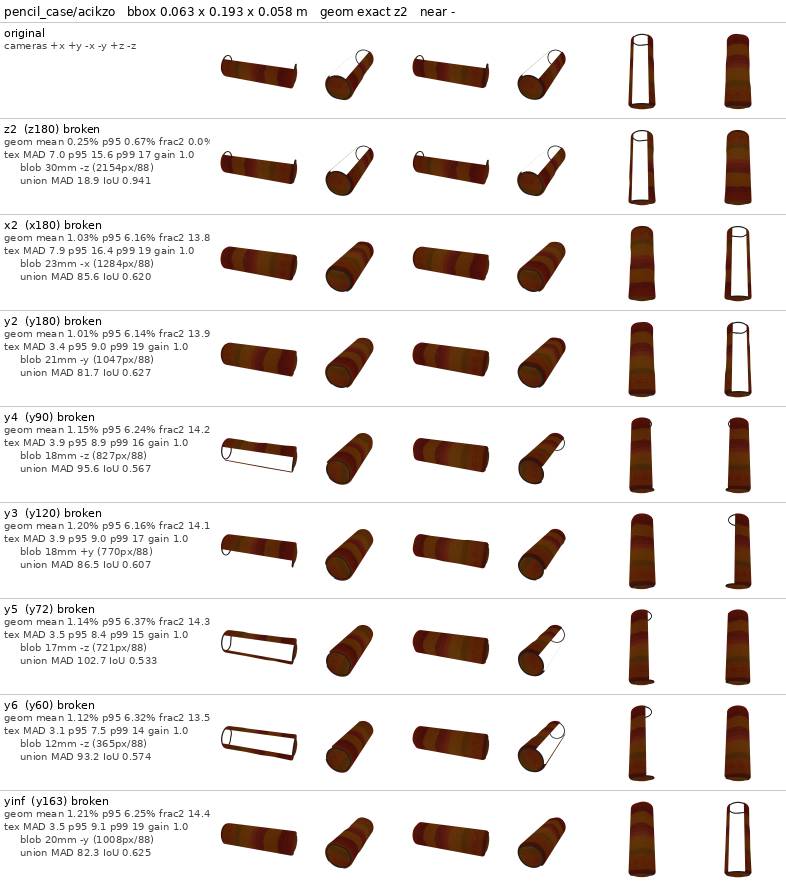 pencil_case/acikzo   bbox 0.063 x 0.193 x 0.058 m   geom exact z2   near -
original
cameras +x +y -x -y +z -z
z2  (z180) broken
geom mean 0.25% p95 0.67% frac2 0.0%
tex MAD 7.0 p95 15.6 p99 17 gain 1.0
blob 30mm -z (2154px/88)
union MAD 18.9 IoU 0.941
x2  (x180) broken
geom mean 1.03% p95 6.16% frac2 13.8
tex MAD 7.9 p95 16.4 p99 19 gain 1.0
blob 23mm -x (1284px/88)
union MAD 85.6 IoU 0.620
y2  (y180) broken
geom mean 1.01% p95 6.14% frac2 13.9
tex MAD 3.4 p95 9.0 p99 19 gain 1.0
blob 21mm -y (1047px/88)
union MAD 81.7 IoU 0.627
y4  (y90) broken
geom mean 1.15% p95 6.24% frac2 14.2
tex MAD 3.9 p95 8.9 p99 16 gain 1.0
blob 18mm -z (827px/88)
union MAD 95.6 IoU 0.567
y3  (y120) broken
geom mean 1.20% p95 6.16% frac2 14.1
tex MAD 3.9 p95 9.0 p99 17 gain 1.0
blob 18mm +y (770px/88)
union MAD 86.5 IoU 0.607
y5  (y72) broken
geom mean 1.14% p95 6.37% frac2 14.3
tex MAD 3.5 p95 8.4 p99 15 gain 1.0
blob 17mm -z (721px/88)
union MAD 102.7 IoU 0.533
y6  (y60) broken
geom mean 1.12% p95 6.32% frac2 13.5
tex MAD 3.1 p95 7.5 p99 14 gain 1.0
blob 12mm -z (365px/88)
union MAD 93.2 IoU 0.574
yinf  (y163) broken
geom mean 1.21% p95 6.25% frac2 14.4
tex MAD 3.5 p95 9.1 p99 19 gain 1.0
blob 20mm -y (1008px/88)
union MAD 82.3 IoU 0.625